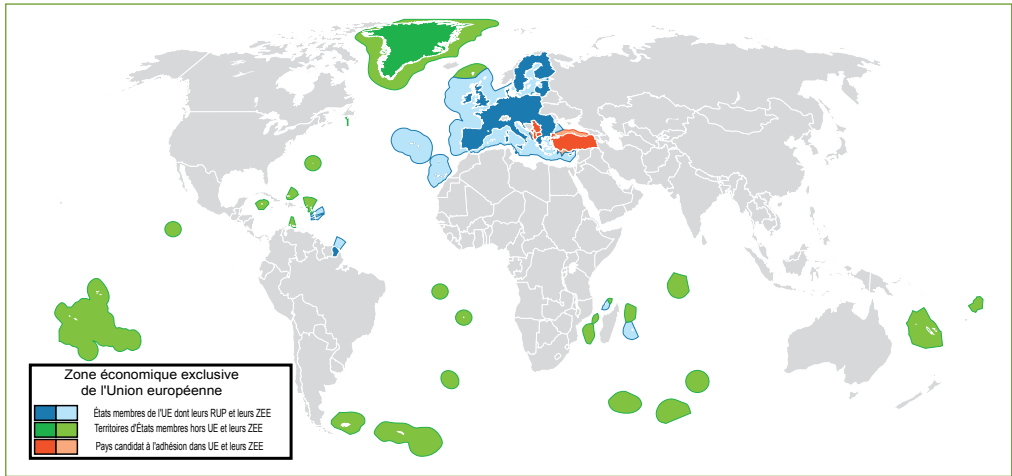 Zone économique exclusive
de l'Union européenne
États membres de l'UE dont leurs RUP et leurs ZEE
Territoires d'États membres hors UE et leurs ZEE
Pays candidat à l'adhésion dans UE et leurs ZEE